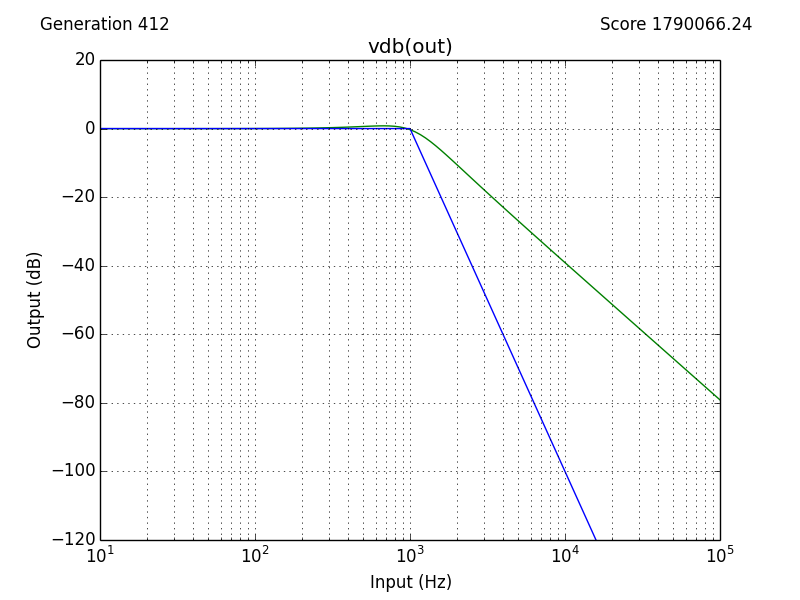 Generation 412
Score 1790066.24
vdb(out)
20
0
−20
−40
−60
−80
−100
−120
Output (dB)
10¹
10²
10³
10⁴
10⁵
Input (Hz)